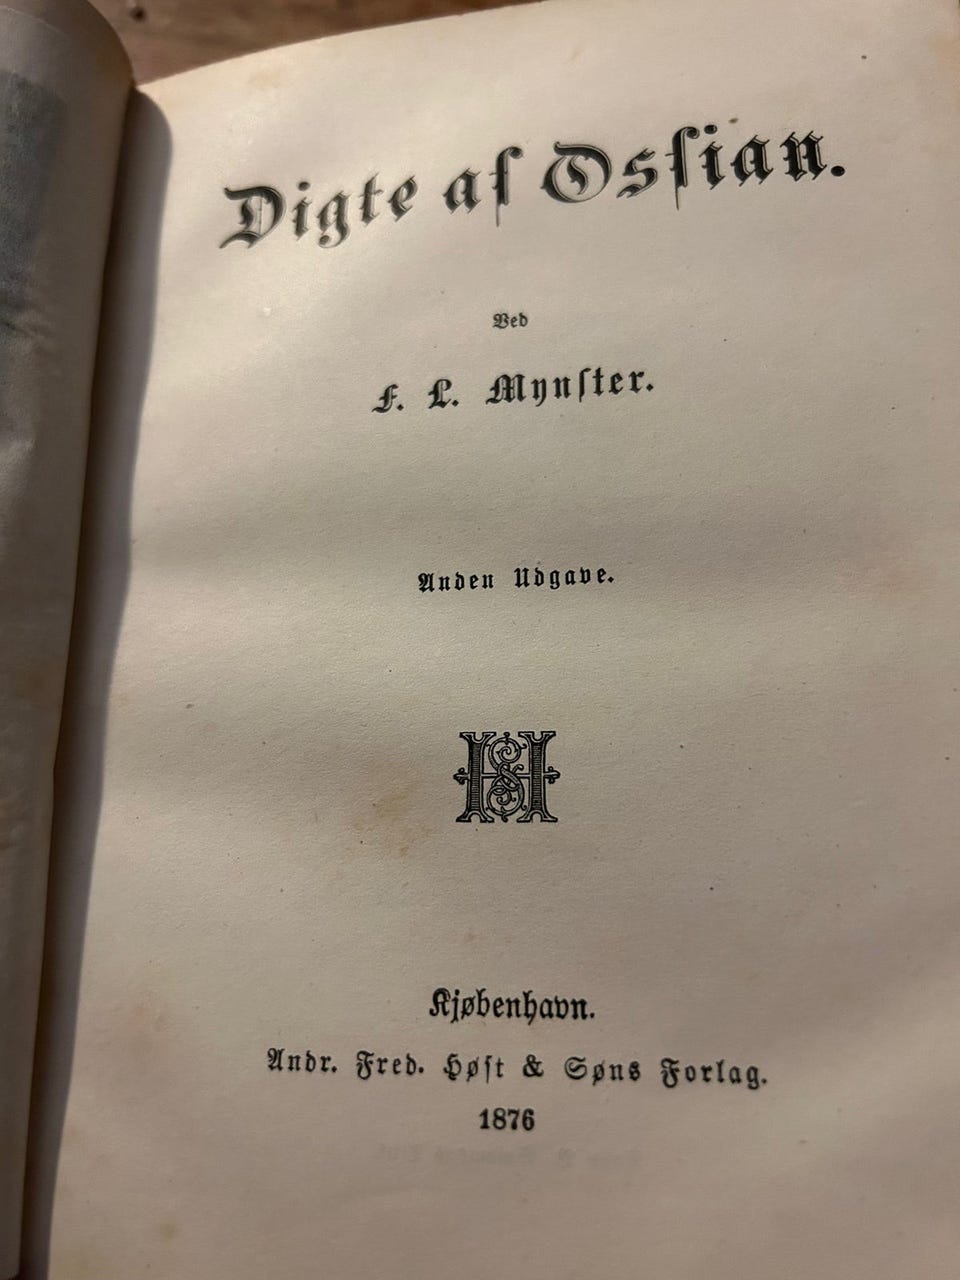 Digte af Ossian.
Ved
F. L. Mynster.
Anden Udgave.
H & S
Kjøbenhavn.
Andr. Fred. Høst & Søns Forlag.
1876